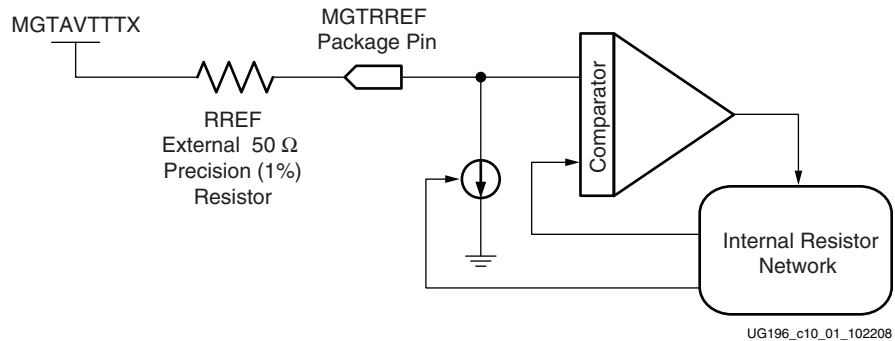 MGTAVTTTX
MGTRREF
Package Pin
RREF
External 50 Ω
Precision (1%)
Resistor
Comparator
Internal Resistor
Network
UG196_c10_01_102208